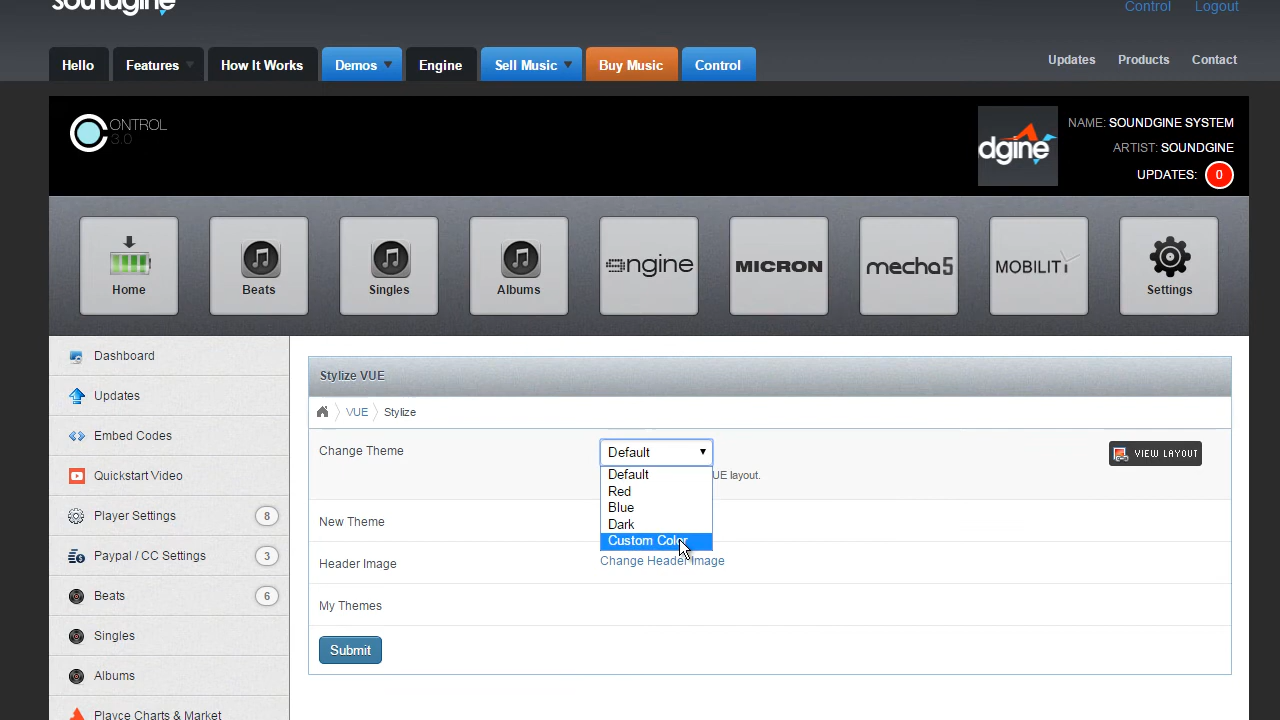 Soundgine
Control Logout
Hello Features How It Works Demos Engine Sell Music Buy Music Control
Updates Products Contact
CONTROL
3.0
dgine
NAME: SOUNDGINE SYSTEM
ARTIST: SOUNDGINE
UPDATES: 0
Home Beats Singles Albums engine MICRON mecha5 MOBILITY Settings
Dashboard
Updates
Embed Codes
Quickstart Video
Player Settings 8
Paypal / CC Settings 3
Beats 6
Singles
Albums
Playce Charts & Market
Stylize VUE
VUE Stylize
Change Theme Default VIEW LAYOUT
Default UE layout.
Red
Blue
Dark
Custom Color
New Theme
Header Image Change Header Image
My Themes
Submit